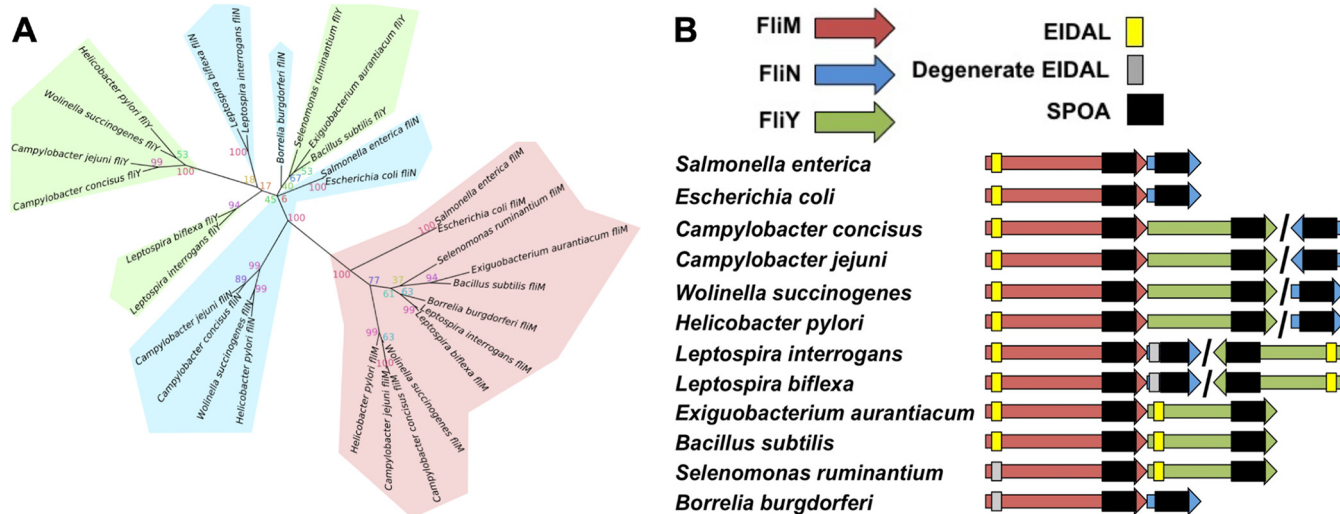 A
Helicobacter pylori fliY
Wolinella succinogenes fliY
Campylobacter jejuni fliY
Campylobacter concisus fliY
53
99
100
Leptospira biflexa fliN
Leptospira interrogans fliN
100
Borrelia burgdorferi fliN
Selenomonas ruminantium fliY
Exiguobacterium aurantiacum fliY
Bacillus subtilis fliY
53
67
40
Salmonella enterica fliN
Escherichia coli fliN
100
18
17
45
6
94
Leptospira biflexa fliY
Leptospira interrogans fliY
100
99
89
99
Campylobacter jejuni fliN
Campylobacter concisus fliN
Wolinella succinogenes fliN
Helicobacter pylori fliN
Salmonella enterica fliM
Escherichia coli fliM
100
100
Selenomonas ruminantium fliM
Exiguobacterium aurantiacum fliM
Bacillus subtilis fliM
77
37
94
61
63
Borrelia burgdorferi fliM
Leptospira interrogans fliM
Leptospira biflexa fliM
99
99
63
100
Helicobacter pylori fliM
Wolinella succinogenes fliM
Campylobacter jejuni fliM
Campylobacter concisus fliM
B
FliM
FliN
FliY
EIDAL
Degenerate EIDAL
SPOA
Salmonella enterica
Escherichia coli
Campylobacter concisus
/
Campylobacter jejuni
/
Wolinella succinogenes
/
Helicobacter pylori
/
Leptospira interrogans
/
Leptospira biflexa
/
Exiguobacterium aurantiacum
Bacillus subtilis
Selenomonas ruminantium
Borrelia burgdorferi